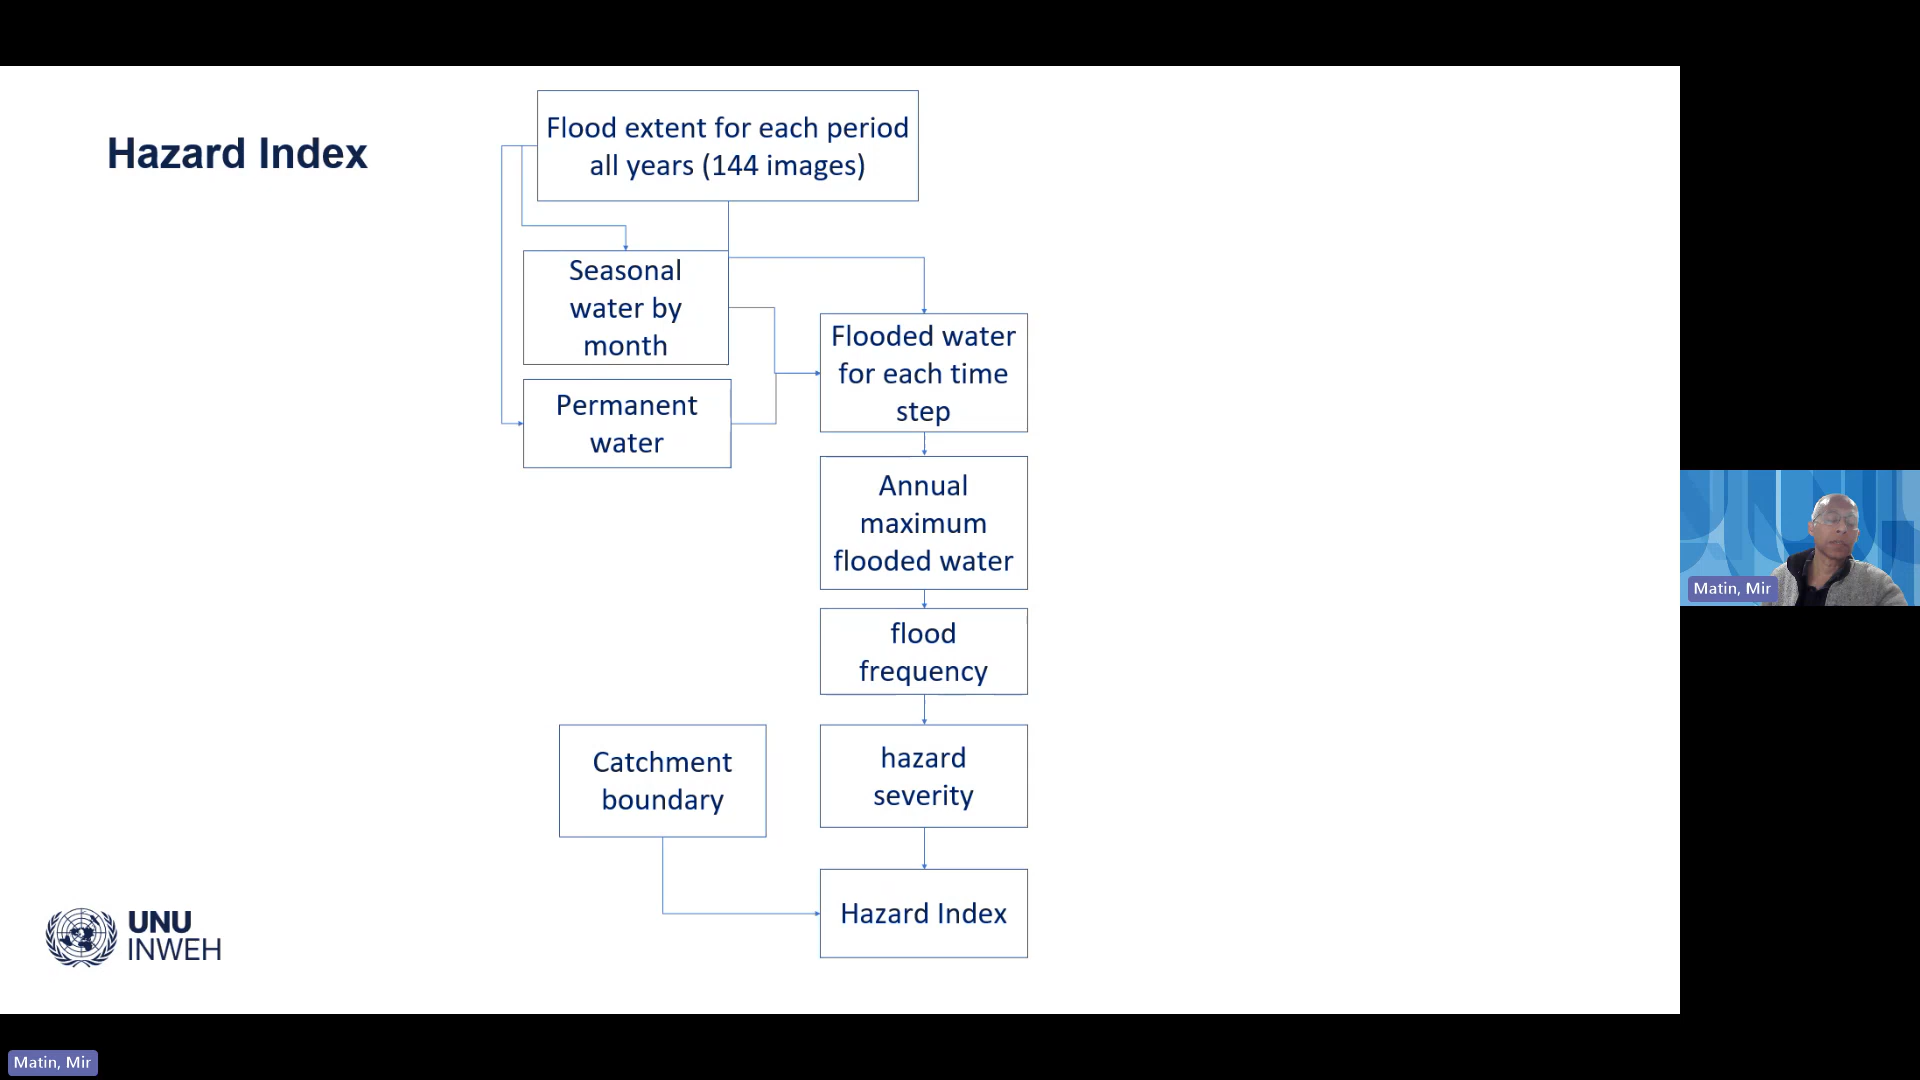 Hazard Index
Flood extent for each period
all years (144 images)
Seasonal
water by
month
Permanent
water
Flooded water
for each time
step
Annual
maximum
flooded water
flood
frequency
Catchment
boundary
hazard
severity
Hazard Index
UNU
INWEH
Matin, Mir
Matin, Mir